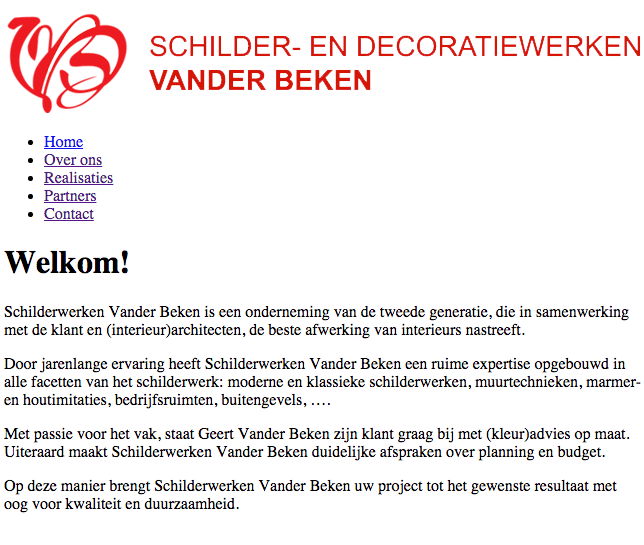 VB
SCHILDER- EN DECORATIEWERKEN
VANDER BEKEN
Home
Over ons
Realisaties
Partners
Contact
Welkom!
Schilderwerken Vander Beken is een onderneming van de tweede generatie, die in samenwerking
met de klant en (interieur)architecten, de beste afwerking van interieurs nastreeft.
Door jarenlange ervaring heeft Schilderwerken Vander Beken een ruime expertise opgebouwd in
alle facetten van het schilderwerk: moderne en klassieke schilderwerken, muurtechnieken, marmer-
en houtimitaties, bedrijfsruimten, buitengevels, ….
Met passie voor het vak, staat Geert Vander Beken zijn klant graag bij met (kleur)advies op maat.
Uiteraard maakt Schilderwerken Vander Beken duidelijke afspraken over planning en budget.
Op deze manier brengt Schilderwerken Vander Beken uw project tot het gewenste resultaat met
oog voor kwaliteit en duurzaamheid.